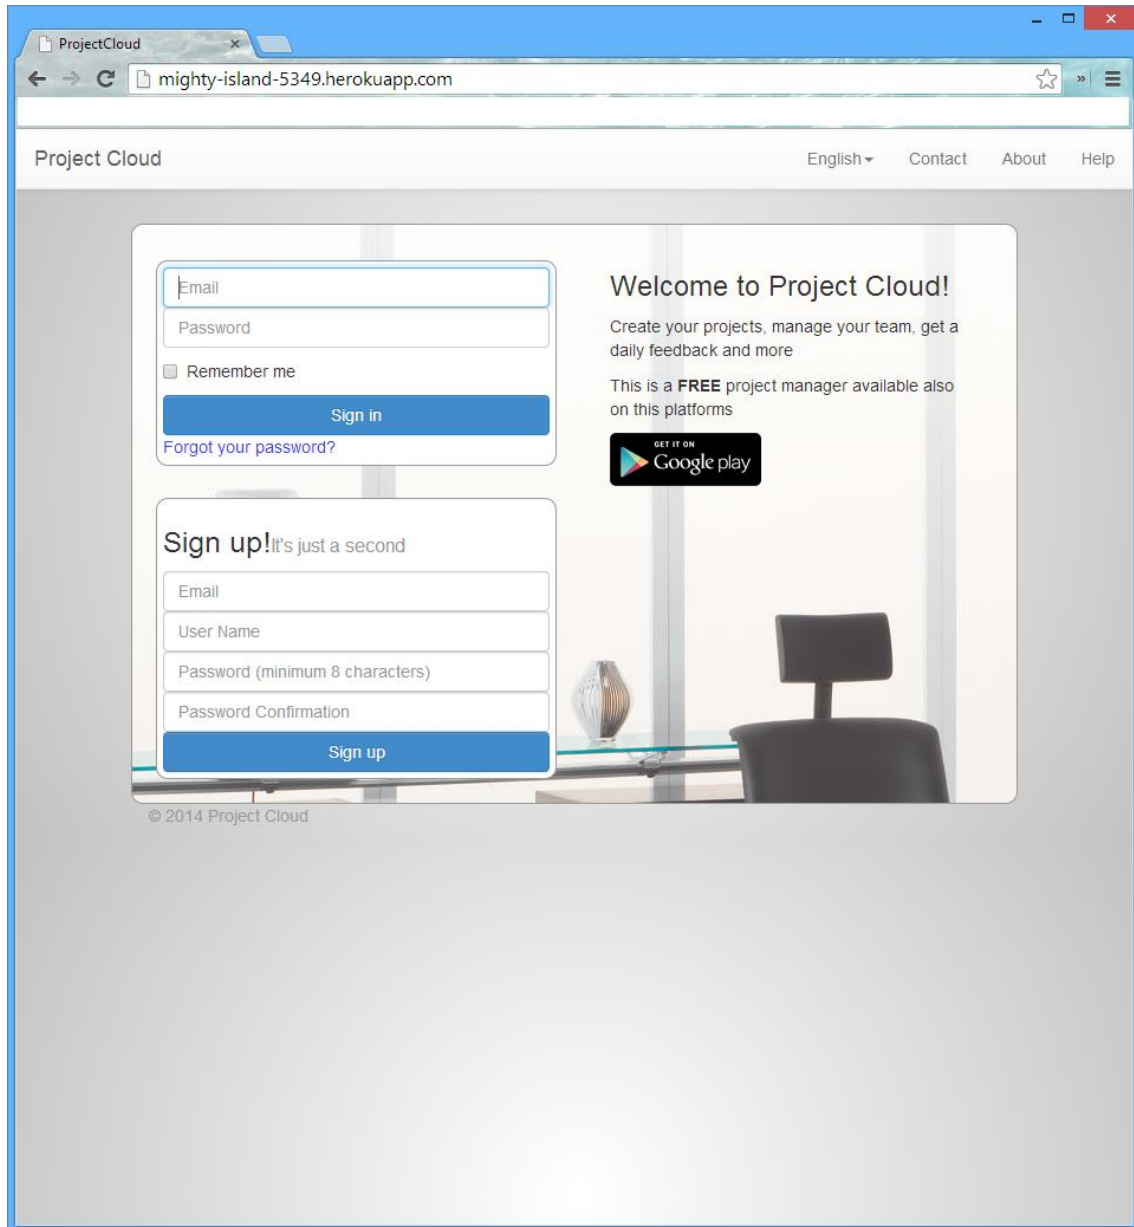 ProjectCloud
mighty-island-5349.herokuapp.com
Project Cloud
English
Contact
About
Help
Email
Password
Remember me
Sign in
Forgot your password?
Sign up!It's just a second
Email
User Name
Password (minimum 8 characters)
Password Confirmation
Sign up
Welcome to Project Cloud!
Create your projects, manage your team, get a
daily feedback and more
This is a FREE project manager available also
on this platforms
GET IT ON
Google play
© 2014 Project Cloud